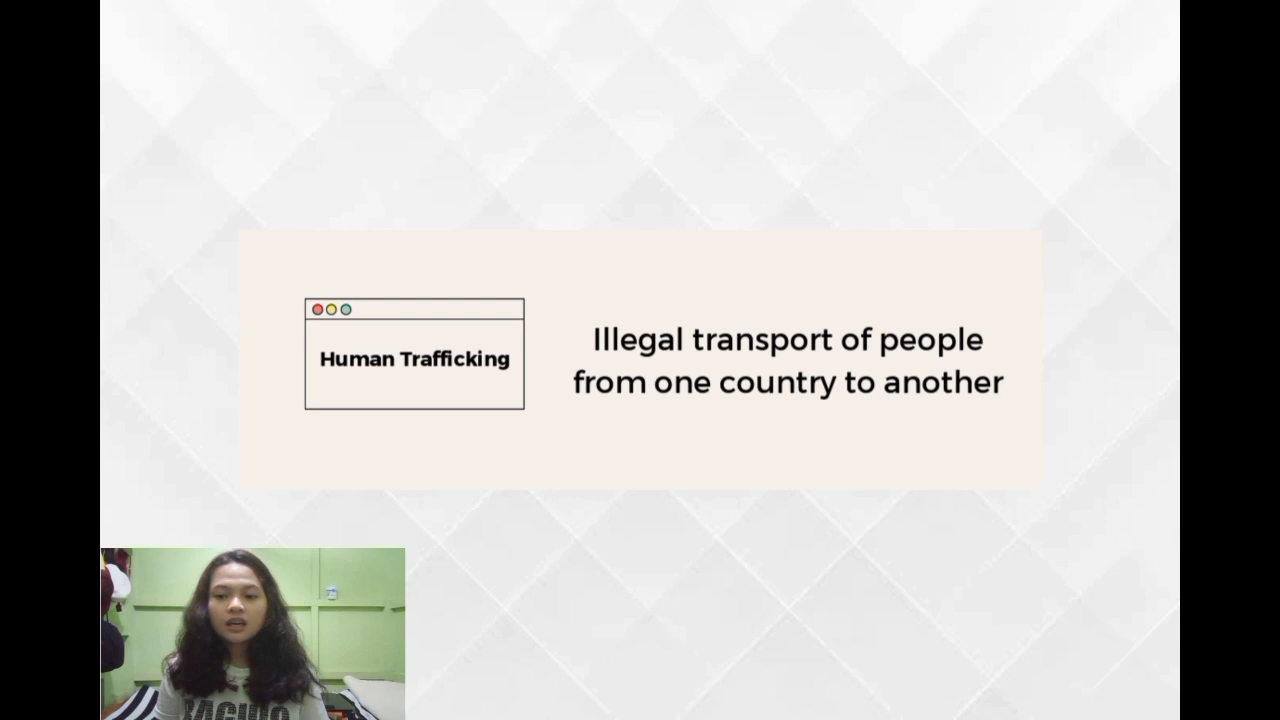 Human Trafficking
Illegal transport of people
from one country to another